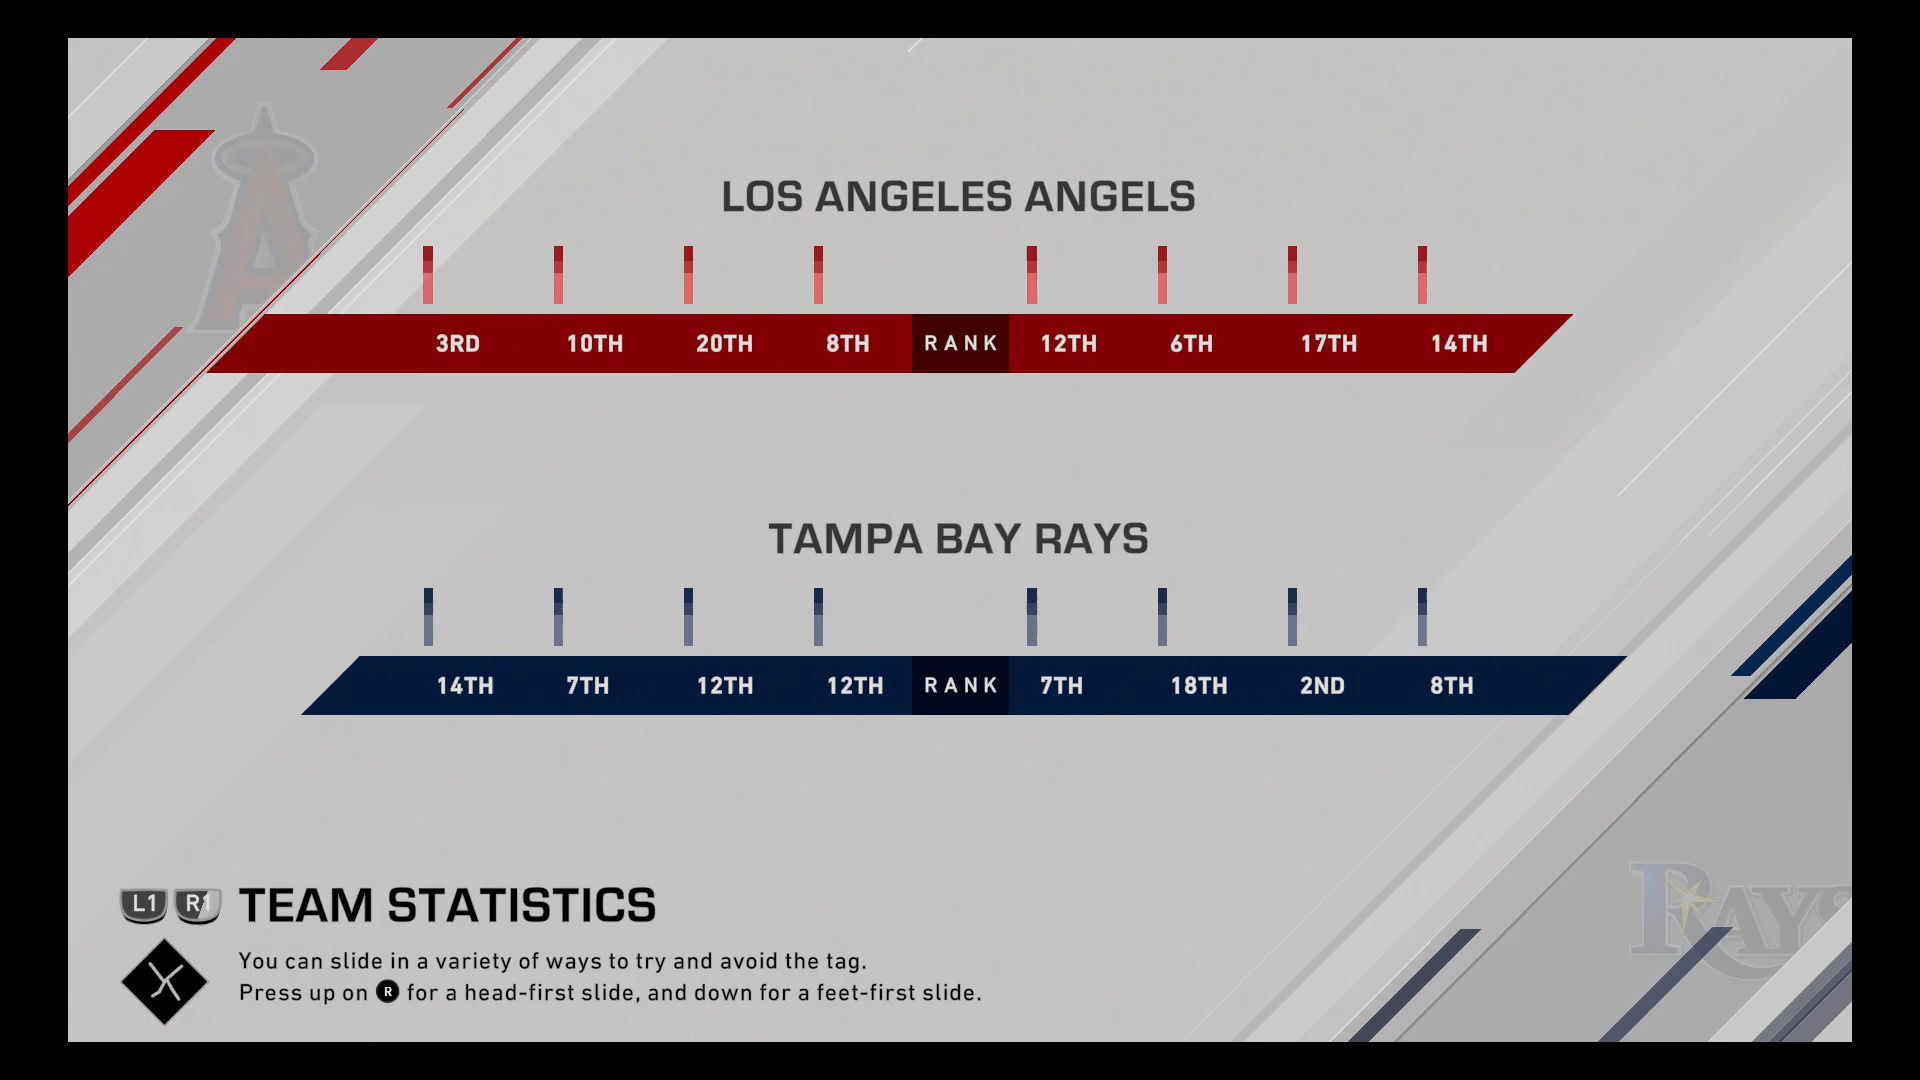 LOS ANGELES ANGELS
3RD 10TH 20TH 8TH RANK 12TH 6TH 17TH 14TH
TAMPA BAY RAYS
14TH 7TH 12TH 12TH RANK 7TH 18TH 2ND 8TH
RAYS
L1 R1 TEAM STATISTICS
You can slide in a variety of ways to try and avoid the tag.
Press up on R for a head-first slide, and down for a feet-first slide.